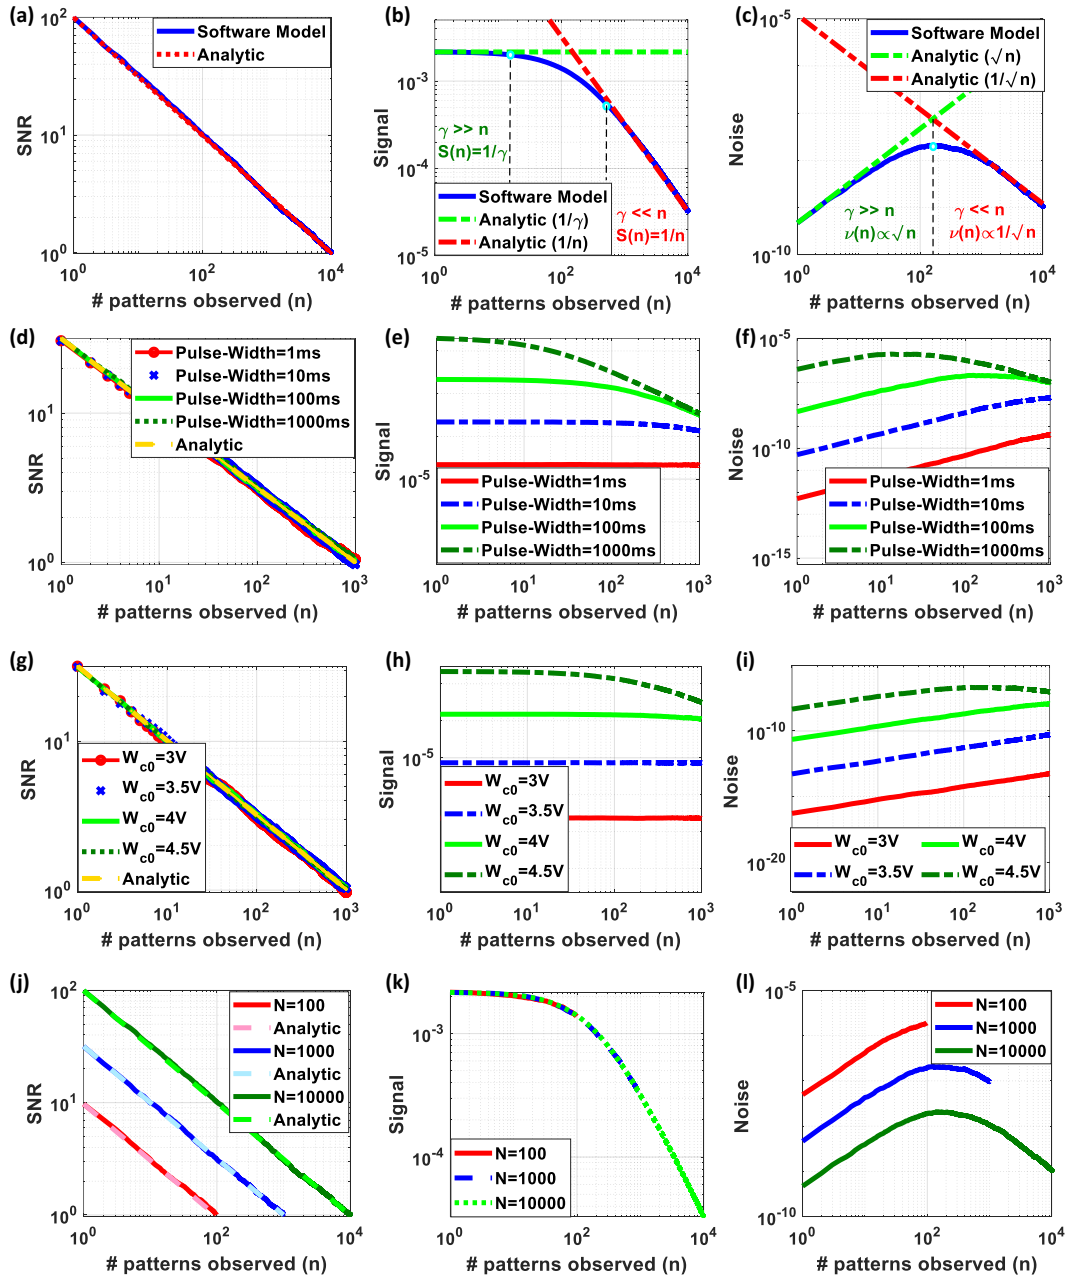 (a)
10^2
10^1
10^0
SNR
Software Model
Analytic
10^0
10^2
10^4
# patterns observed (n)
(b)
10^-3
10^-4
10^-5
Signal
γ >> n
S(n)=1/γ
Software Model
Analytic (1/γ)
Analytic (1/n)
γ << n
S(n)=1/n
10^0
10^2
10^4
# patterns observed (n)
(c)
10^-5
10^-10
Noise
Software Model
Analytic (√n)
Analytic (1/√n)
γ >> n
ν(n)∝√n
γ << n
ν(n)∝1/√n
10^0
10^2
10^4
# patterns observed (n)
(d)
10^1
10^0
SNR
Pulse-Width=1ms
Pulse-Width=10ms
Pulse-Width=100ms
Pulse-Width=1000ms
Analytic
10^0
10^1
10^2
10^3
# patterns observed (n)
(e)
10^-5
Signal
Pulse-Width=1ms
Pulse-Width=10ms
Pulse-Width=100ms
Pulse-Width=1000ms
10^0
10^1
10^2
10^3
# patterns observed (n)
(f)
10^-5
10^-10
10^-15
Noise
Pulse-Width=1ms
Pulse-Width=10ms
Pulse-Width=100ms
Pulse-Width=1000ms
10^0
10^1
10^2
10^3
# patterns observed (n)
(g)
10^1
10^0
SNR
W_c0=3V
W_c0=3.5V
W_c0=4V
W_c0=4.5V
Analytic
10^0
10^1
10^2
10^3
# patterns observed (n)
(h)
10^-5
Signal
W_c0=3V
W_c0=3.5V
W_c0=4V
W_c0=4.5V
10^0
10^1
10^2
10^3
# patterns observed (n)
(i)
10^-10
10^-20
Noise
W_c0=3V
W_c0=4V
W_c0=3.5V
W_c0=4.5V
10^0
10^1
10^2
10^3
# patterns observed (n)
(j)
10^2
10^1
10^0
SNR
N=100
Analytic
N=1000
Analytic
N=10000
Analytic
10^0
10^2
10^4
# patterns observed (n)
(k)
10^-3
10^-4
Signal
N=100
N=1000
N=10000
10^0
10^2
10^4
# patterns observed (n)
(l)
10^-5
10^-10
Noise
N=100
N=1000
N=10000
10^0
10^2
10^4
# patterns observed (n)